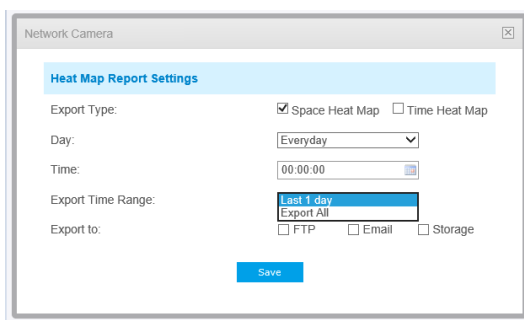 Network Camera
Heat Map Report Settings
Export Type: Space Heat Map Time Heat Map
Day: Everyday
Time: 00:00:00
Export Time Range: Last 1 day
Export All
Export to: FTP Email Storage
Save